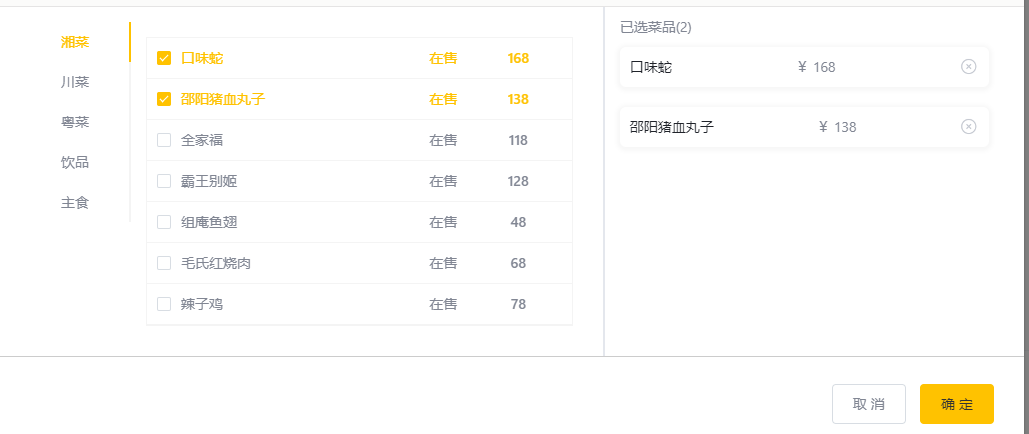 湘菜
川菜
粤菜
饮品
主食
口味蛇 在售 168
邵阳猪血丸子 在售 138
全家福 在售 118
霸王别姬 在售 128
组庵鱼翅 在售 48
毛氏红烧肉 在售 68
辣子鸡 在售 78
已选菜品(2)
口味蛇 ¥ 168
邵阳猪血丸子 ¥ 138
取 消
确 定